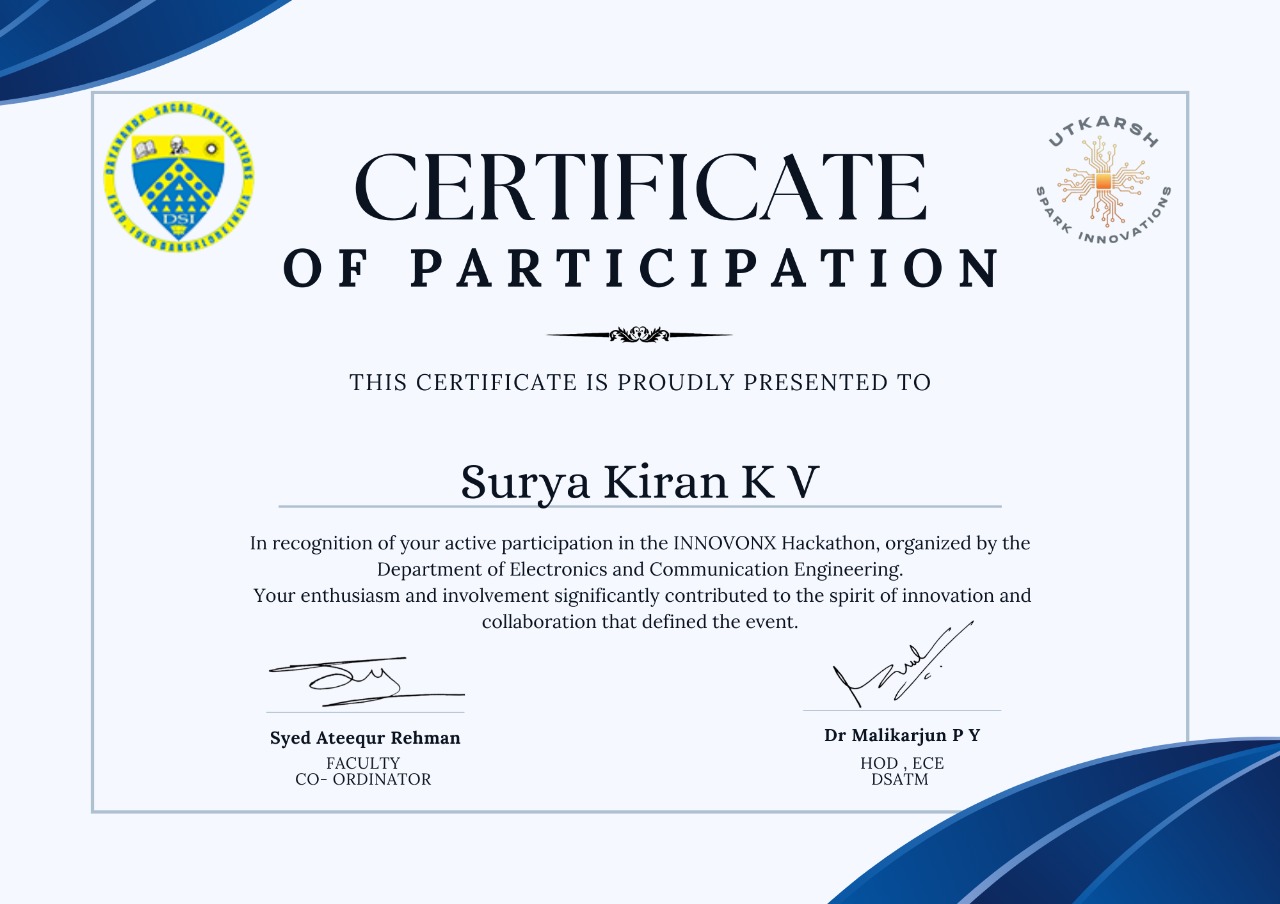 DAYANANDA SAGAR INSTITUTIONS
ESTD. 1960 BANGALORE INDIA
DSI
UTKARSH
SPARK INNOVATIONS
CERTIFICATE
OF PARTICIPATION
THIS CERTIFICATE IS PROUDLY PRESENTED TO
Surya Kiran K V
In recognition of your active participation in the INNOVONX Hackathon, organized by the
Department of Electronics and Communication Engineering.
Your enthusiasm and involvement significantly contributed to the spirit of innovation and
collaboration that defined the event.
Syed Ateequr Rehman
FACULTY
CO- ORDINATOR
Dr Malikarjun P Y
HOD , ECE
DSATM